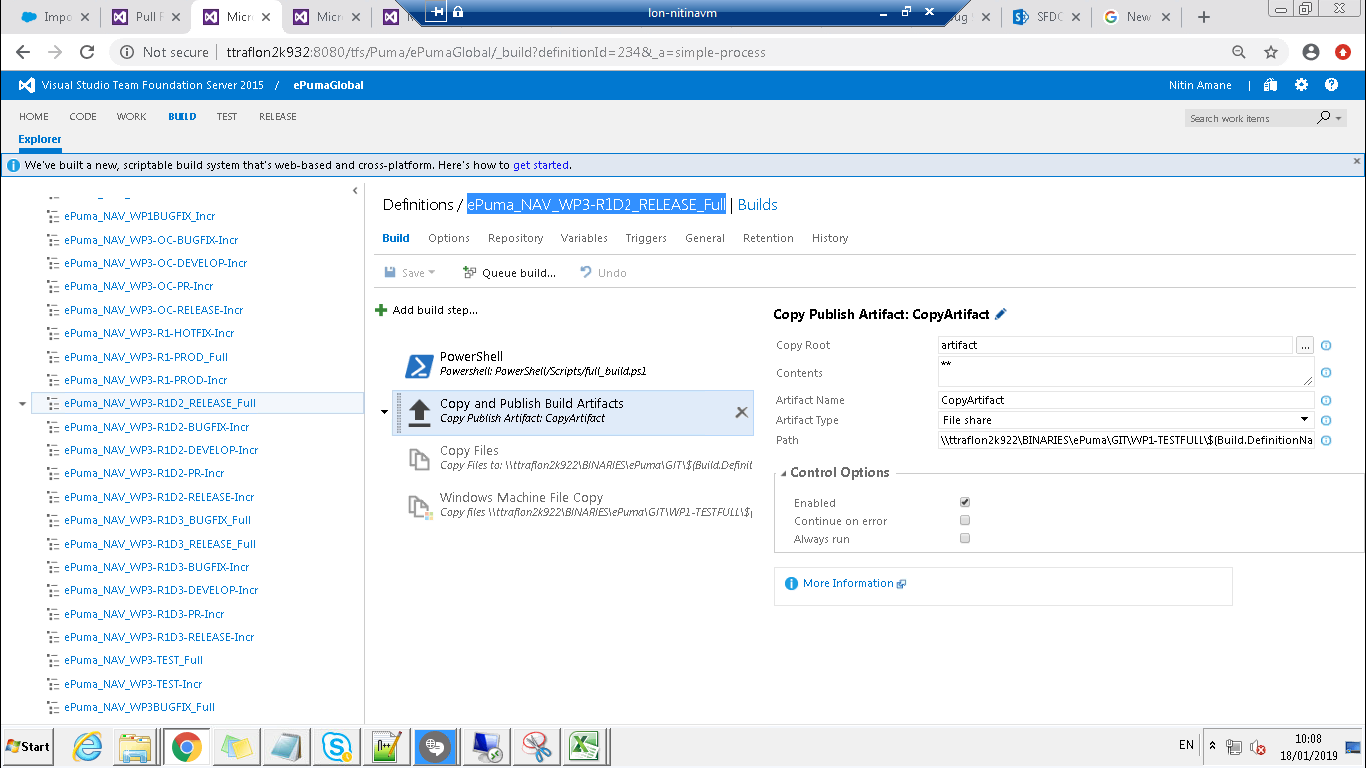 Impo
Pull F
Micro
Micro
lon-nitinavm
SFDC
New
Not secure
ttraflon2k932:8080/tfs/Puma/ePumaGlobal/_build?definitionId=234&_a=simple-process
Visual Studio Team Foundation Server 2015 / ePumaGlobal
Nitin Amane
HOME CODE WORK BUILD TEST RELEASE
Search work items
Explorer
We've built a new, scriptable build system that's web-based and cross-platform. Here's how to get started.
ePuma_NAV_WP1BUGFIX_Incr
ePuma_NAV_WP3-OC-BUGFIX-Incr
ePuma_NAV_WP3-OC-DEVELOP-Incr
ePuma_NAV_WP3-OC-PR-Incr
ePuma_NAV_WP3-OC-RELEASE-Incr
ePuma_NAV_WP3-R1-HOTFIX-Incr
ePuma_NAV_WP3-R1-PROD_Full
ePuma_NAV_WP3-R1-PROD-Incr
ePuma_NAV_WP3-R1D2_RELEASE_Full
ePuma_NAV_WP3-R1D2-BUGFIX-Incr
ePuma_NAV_WP3-R1D2-DEVELOP-Incr
ePuma_NAV_WP3-R1D2-PR-Incr
ePuma_NAV_WP3-R1D2-RELEASE-Incr
ePuma_NAV_WP3-R1D3_BUGFIX_Full
ePuma_NAV_WP3-R1D3_RELEASE_Full
ePuma_NAV_WP3-R1D3-BUGFIX-Incr
ePuma_NAV_WP3-R1D3-DEVELOP-Incr
ePuma_NAV_WP3-R1D3-PR-Incr
ePuma_NAV_WP3-R1D3-RELEASE-Incr
ePuma_NAV_WP3-TEST_Full
ePuma_NAV_WP3-TEST-Incr
ePuma_NAV_WP3BUGFIX_Full
Definitions / ePuma_NAV_WP3-R1D2_RELEASE_Full | Builds
Build Options Repository Variables Triggers General Retention History
Save Queue build... Undo
Add build step...
PowerShell
Powershell: PowerShell/Scripts/full_build.ps1
Copy and Publish Build Artifacts
Copy Publish Artifact: CopyArtifact
Copy Files
Copy Files to: \\ttraflon2k922\BINARIES\ePuma\GIT\$(Build.Definit
Windows Machine File Copy
Copy files \\ttraflon2k922\BINARIES\ePuma\GIT\WP1-TESTFULL\$(
Copy Publish Artifact: CopyArtifact
Copy Root artifact ...
Contents **
Artifact Name CopyArtifact
Artifact Type File share
Path \\ttraflon2k922\BINARIES\ePuma\GIT\WP1-TESTFULL\$(Build.DefinitionNa
Control Options
Enabled
Continue on error
Always run
More Information
Start
EN
10:08
18/01/2019